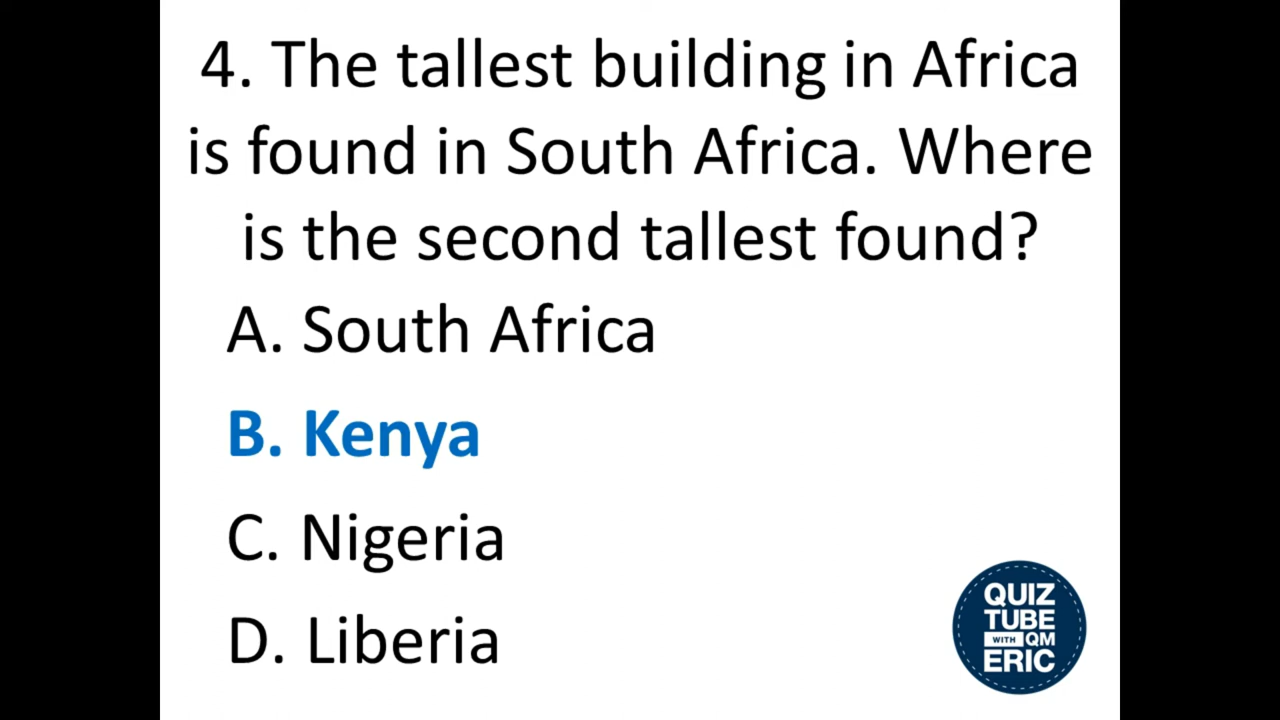 4. The tallest building in Africa
is found in South Africa. Where
is the second tallest found?
A. South Africa
B. Kenya
C. Nigeria
D. Liberia
QUIZ
TUBE
WITH QM
ERIC